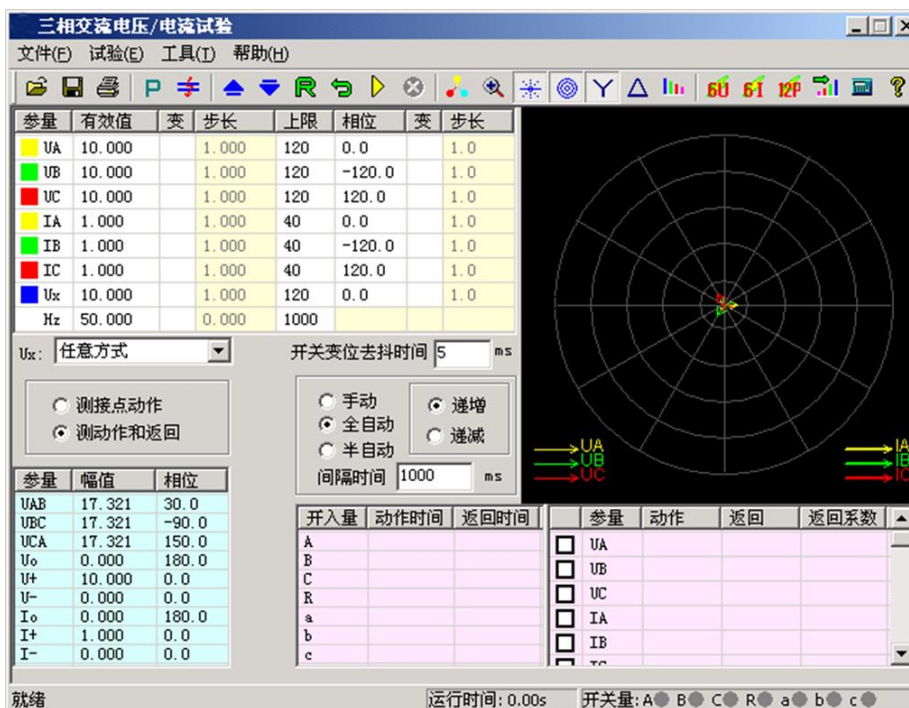 三相交流电压/电流试验
文件(F) 试验(E) 工具(T) 帮助(H)
P R 6U 6I 12P ?
参量 有效值 变 步长 上限 相位 变 步长
UA 10.000 1.000 120 0.0 1.0
UB 10.000 1.000 120 -120.0 1.0
UC 10.000 1.000 120 120.0 1.0
IA 1.000 1.000 40 0.0 1.0
IB 1.000 1.000 40 -120.0 1.0
IC 1.000 1.000 40 120.0 1.0
Ux 10.000 1.000 120 0.0 1.0
Hz 50.000 0.000 1000
Ux: 任意方式 开关变位去抖时间 5 ms
测接点动作
测动作和返回
手动
全自动
半自动
递增
递减
间隔时间 1000 ms
UA
UB
UC
IA
IB
IC
参量 幅值 相位
UAB 17.321 30.0
UBC 17.321 -90.0
UCA 17.321 150.0
Uo 0.000 180.0
U+ 10.000 0.0
U- 0.000 0.0
Io 0.000 180.0
I+ 1.000 0.0
I- 0.000 0.0
开入量 动作时间 返回时间
A
B
C
R
a
b
c
参量 动作 返回 返回系数
UA
UB
UC
IA
IB
IC
就绪 运行时间: 0.00s 开关量: A B C R a b c